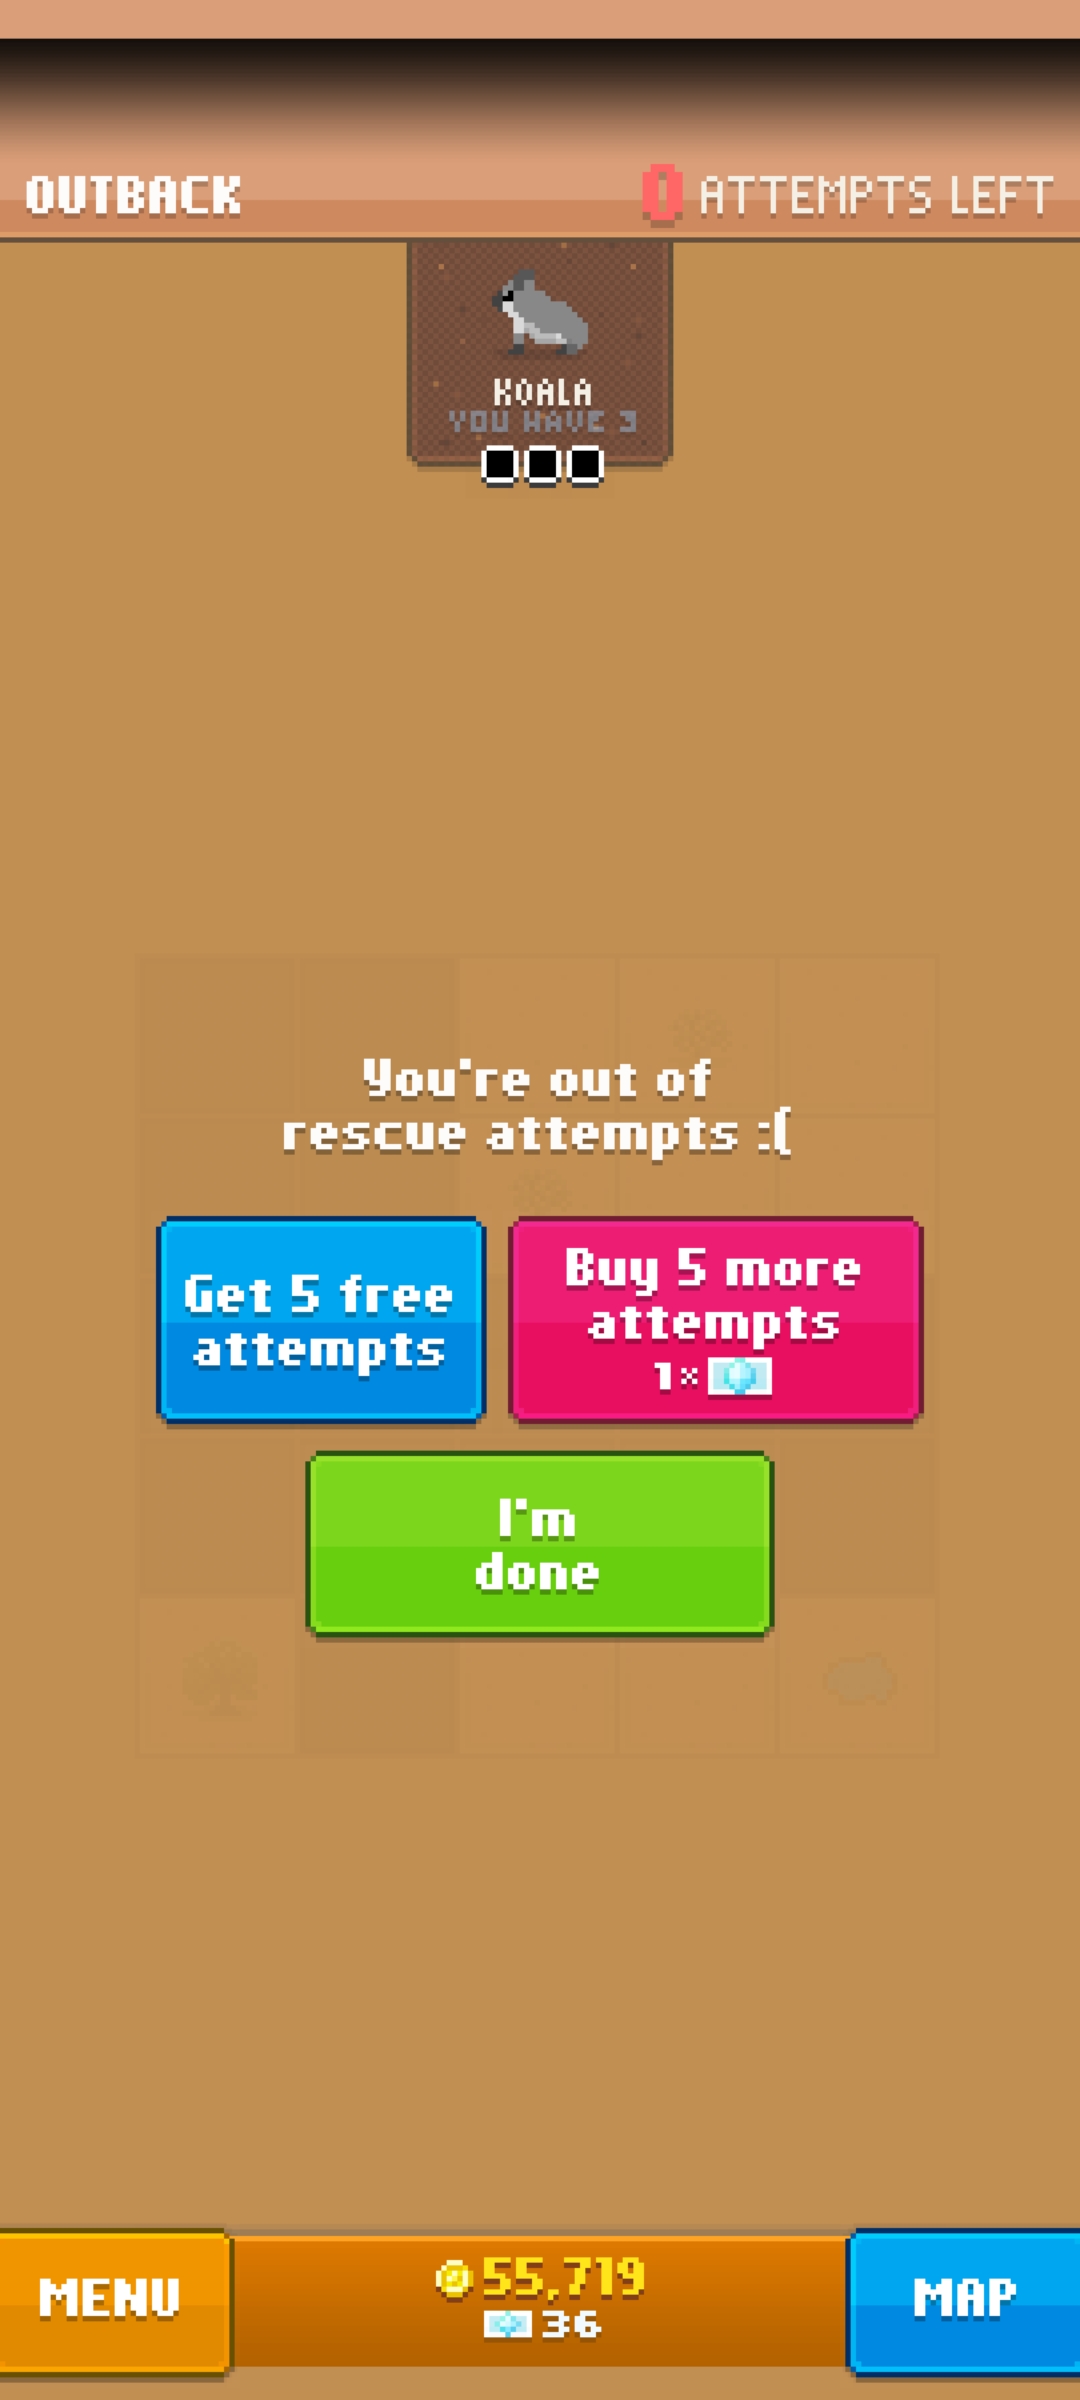 OUTBACK
0 ATTEMPTS LEFT
KOALA
YOU HAVE 3
You're out of
rescue attempts :(
Get 5 free
attempts
Buy 5 more
attempts
1×
I'm
done
MENU
55,719
36
MAP